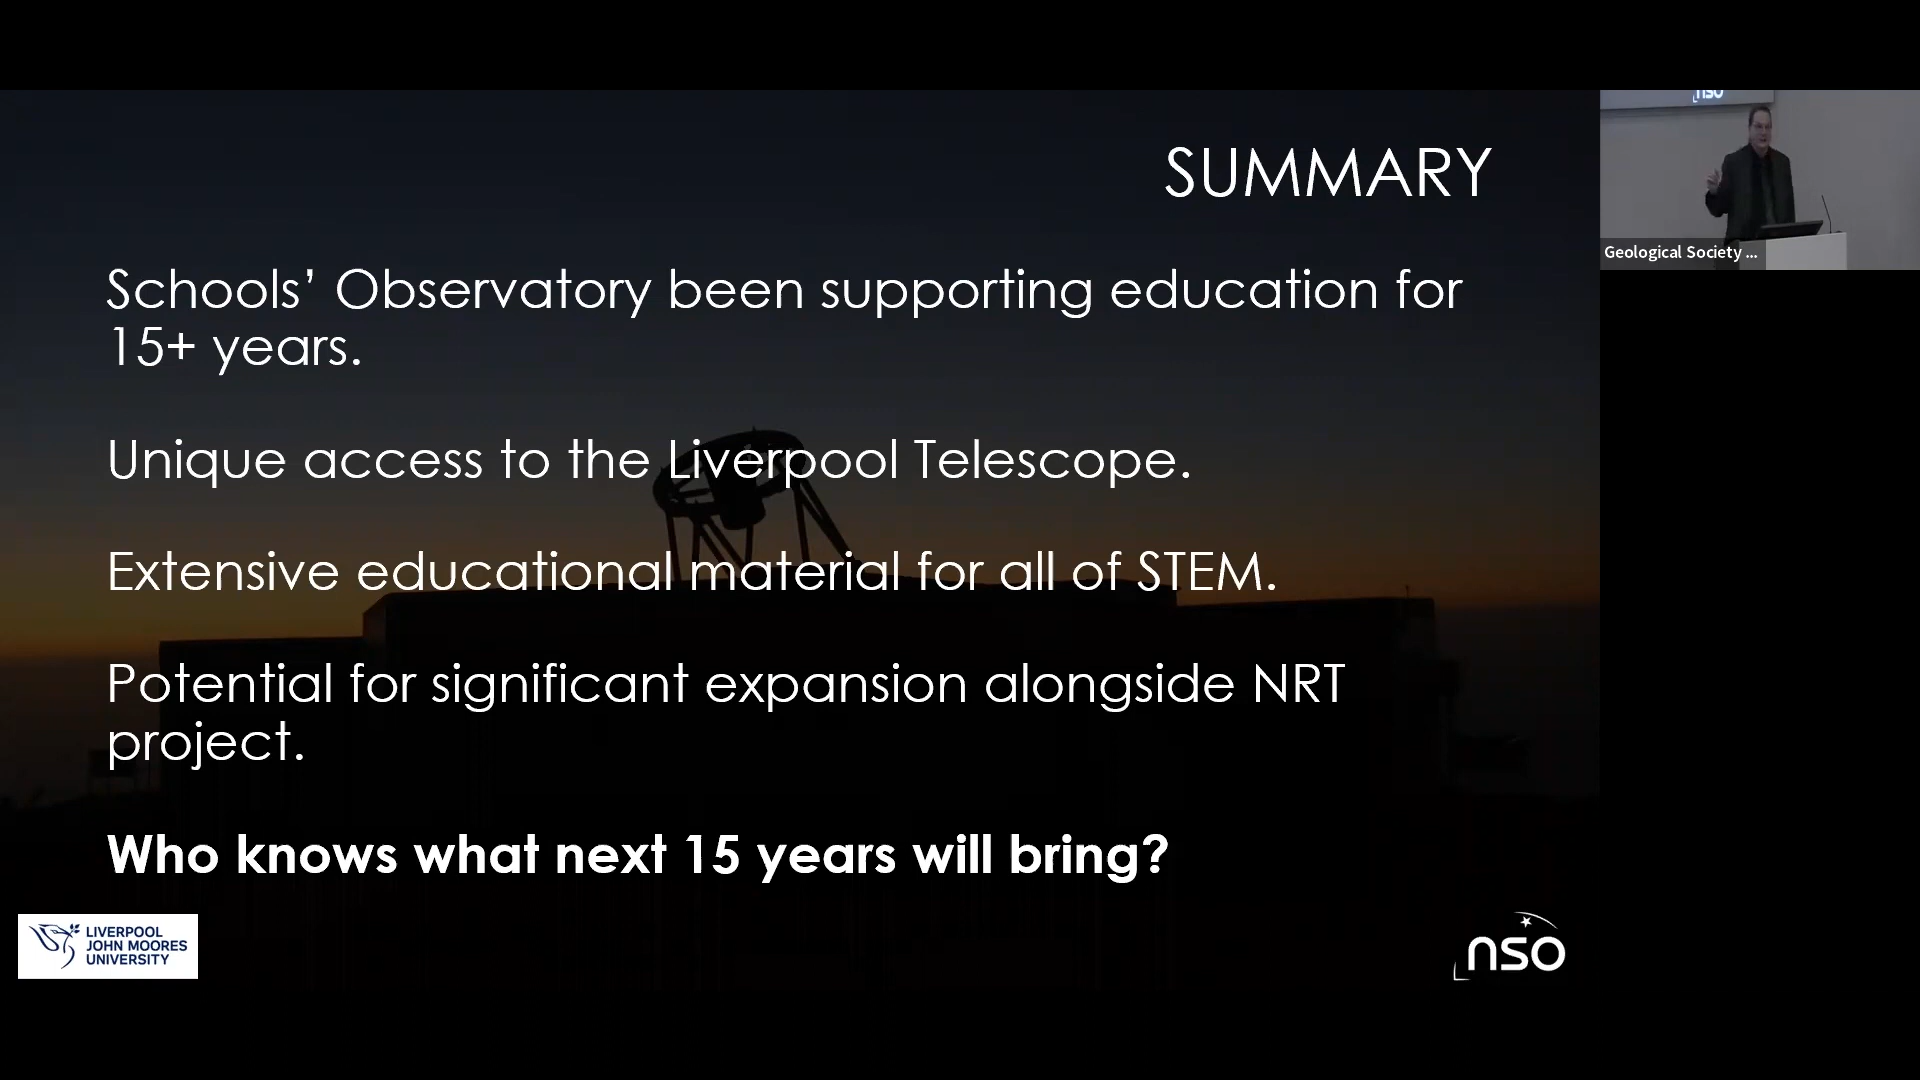 SUMMARY
Schools’ Observatory been supporting education for
15+ years.
Unique access to the Liverpool Telescope.
Extensive educational material for all of STEM.
Potential for significant expansion alongside NRT
project.
Who knows what next 15 years will bring?
LIVERPOOL
JOHN MOORES
UNIVERSITY
nso
nso
Geological Society ...